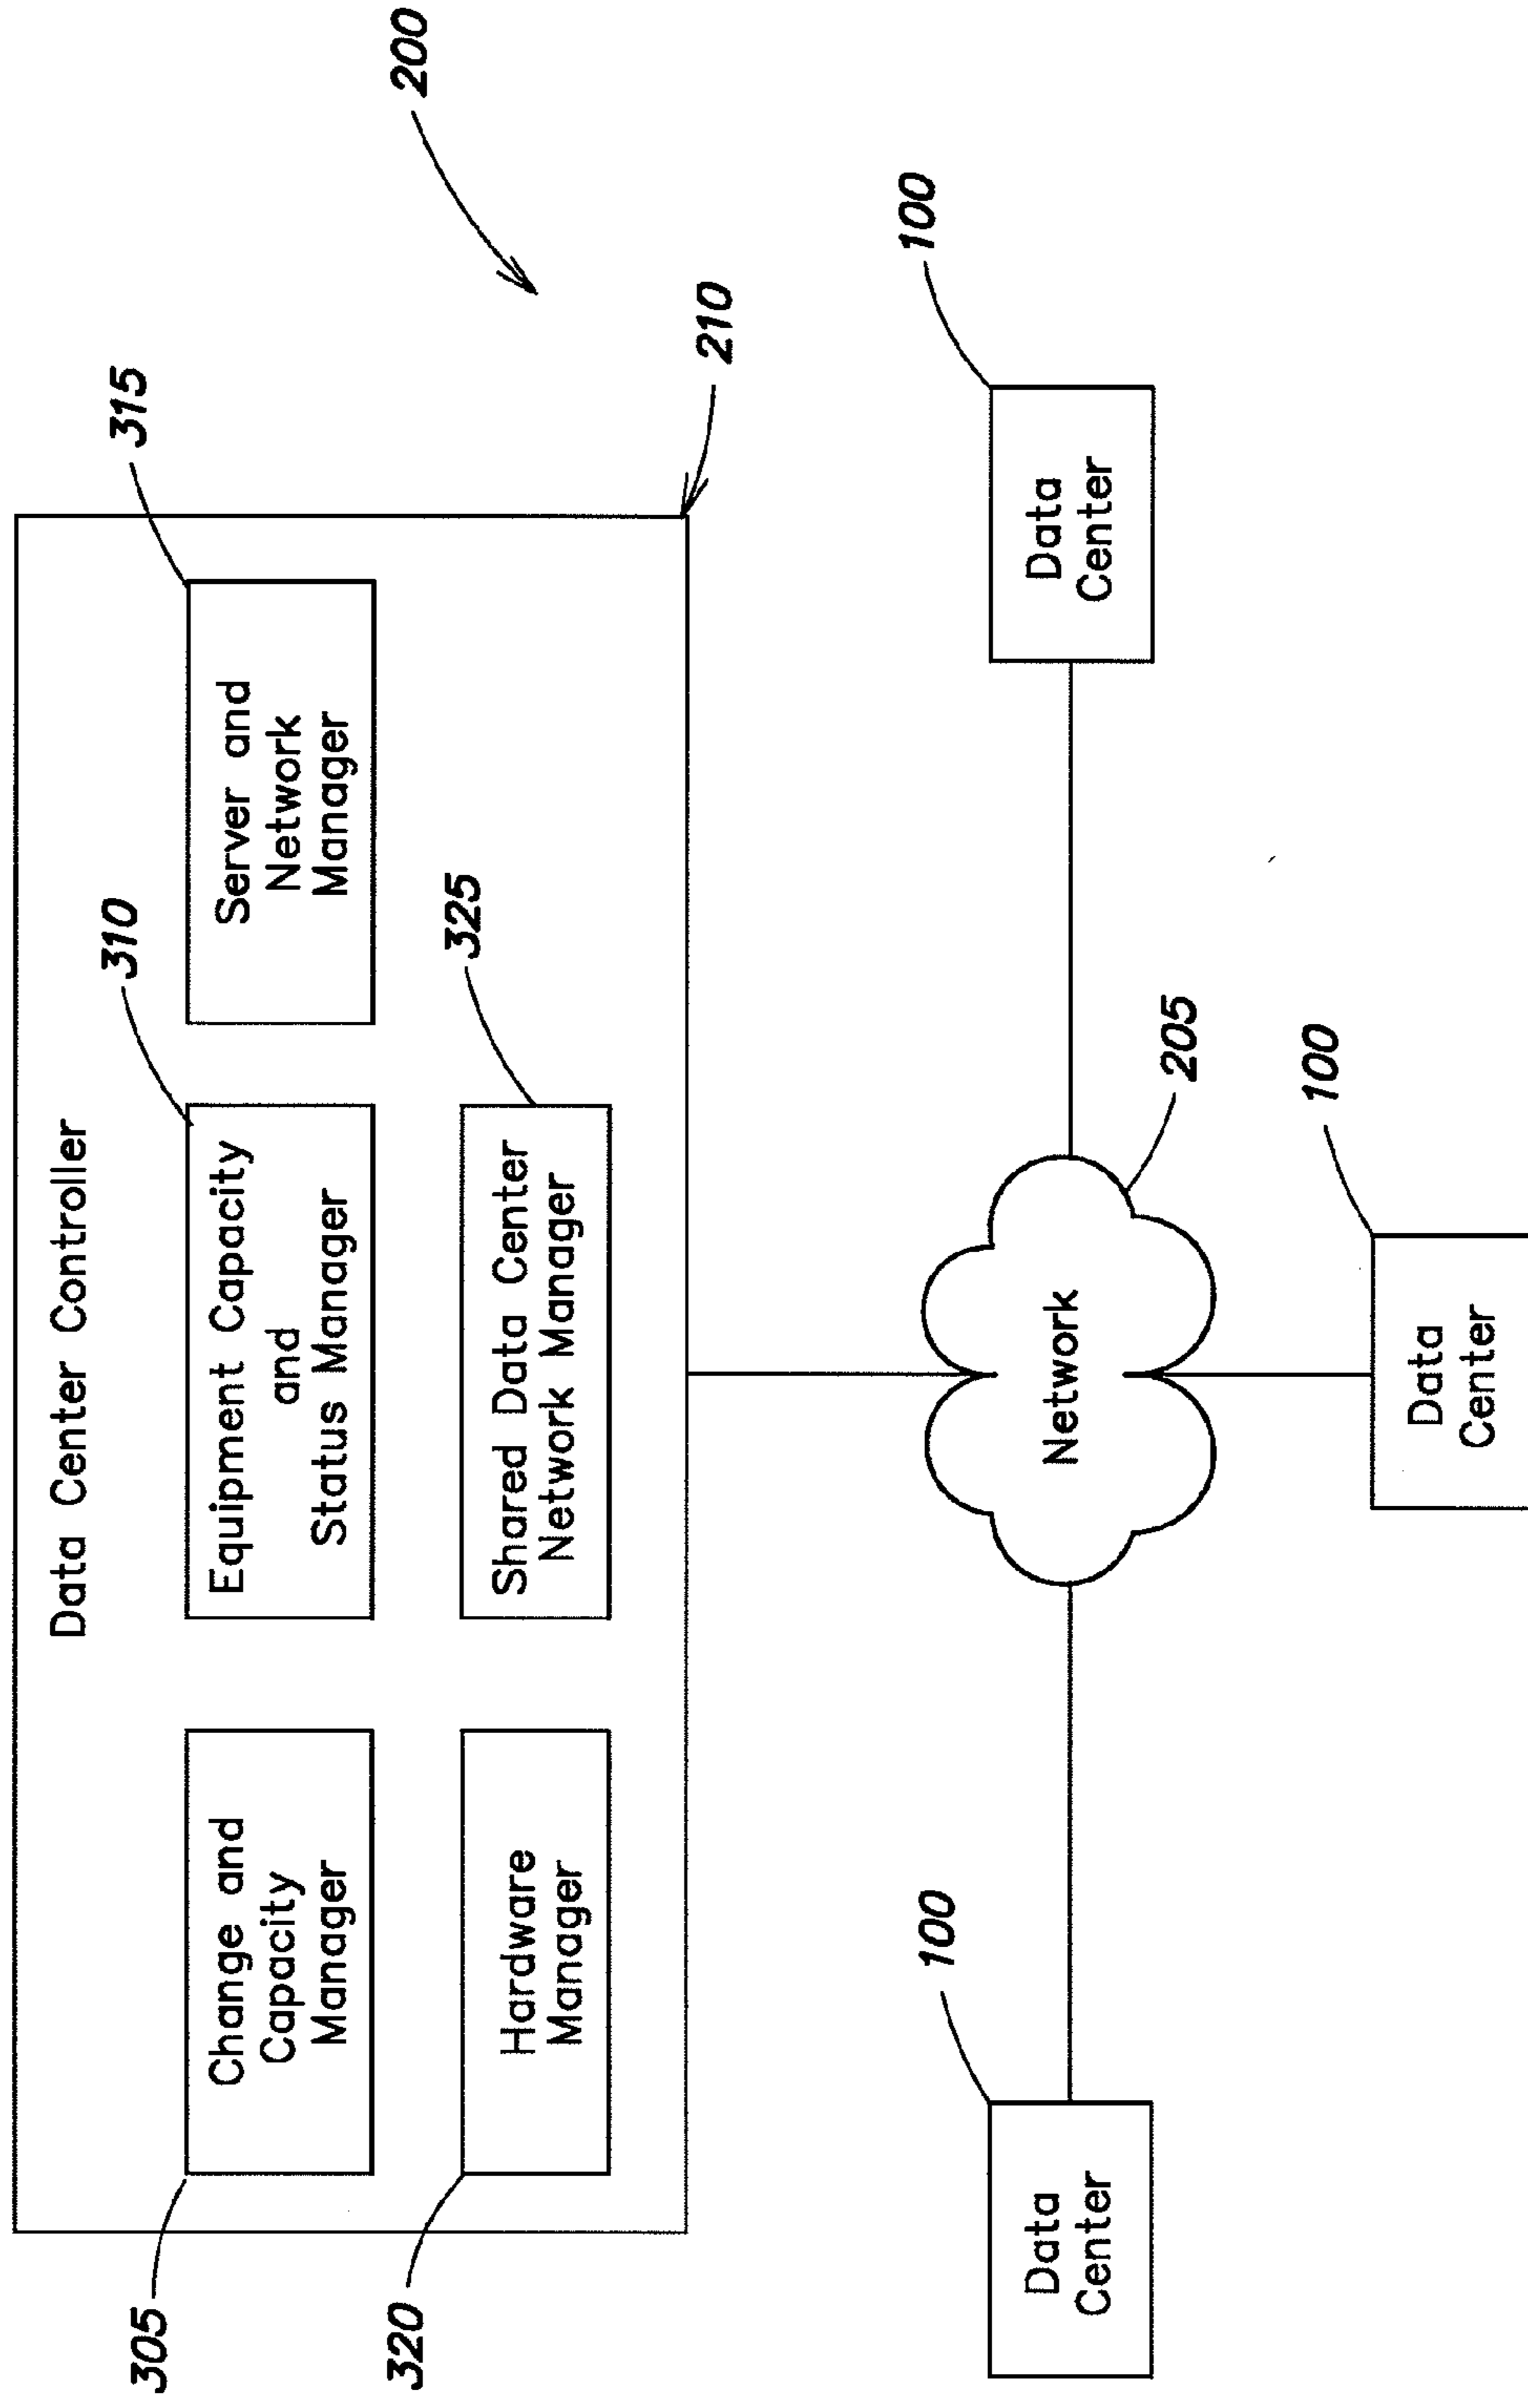 200
Data Center Controller
210
305
Change and
Capacity
Manager
310
Equipment Capacity
and
Status Manager
315
Server and
Network
Manager
320
Hardware
Manager
325
Shared Data Center
Network Manager
Network
205
100
Data
Center
100
Data
Center
100
Data
Center